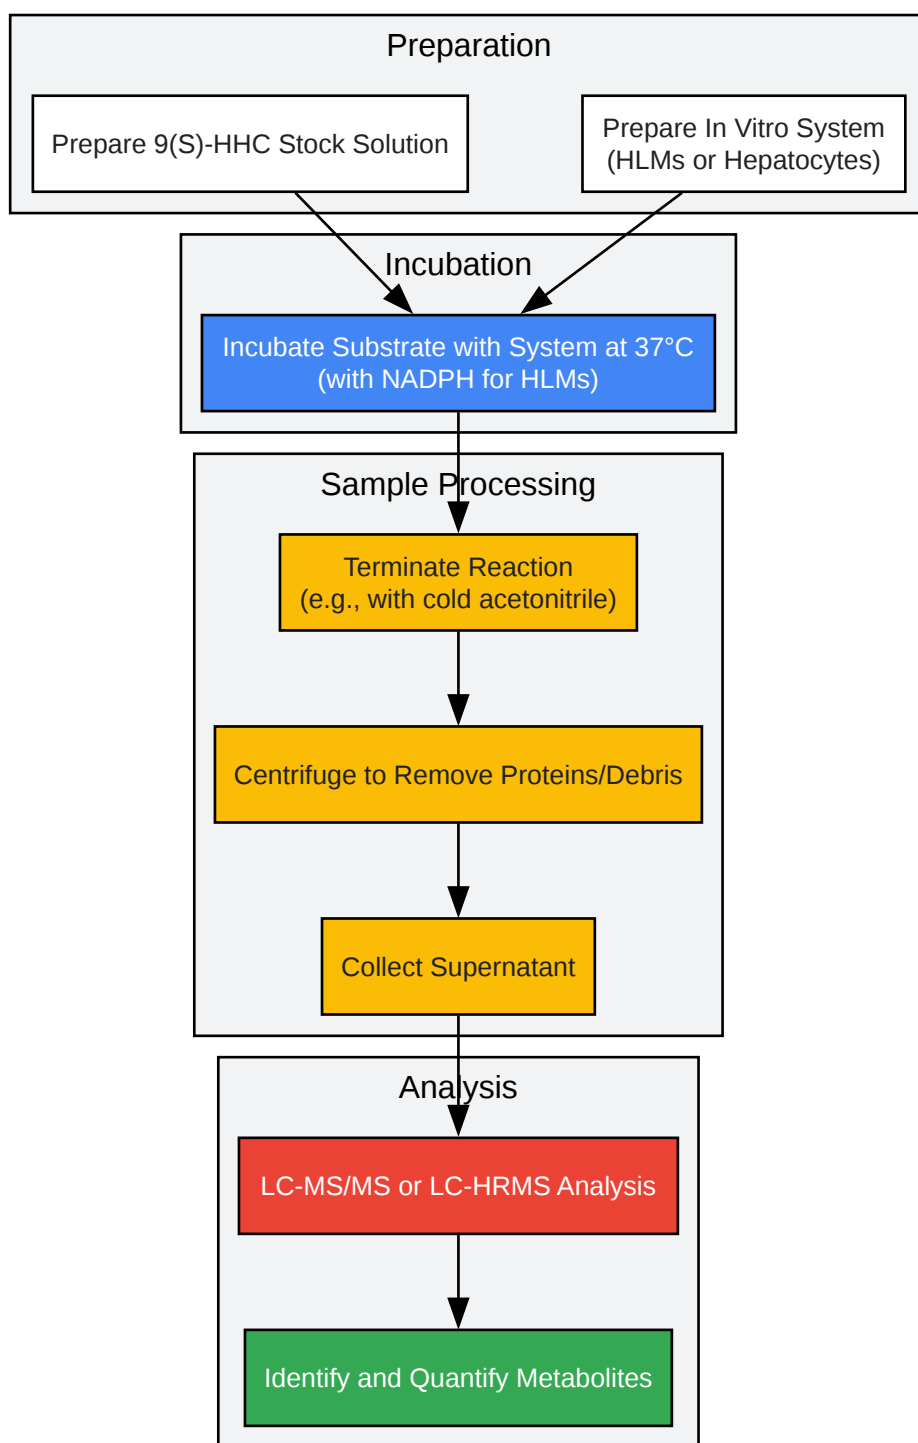 Preparation
Prepare 9(S)-HHC Stock Solution
Prepare In Vitro System
(HLMs or Hepatocytes)
Incubation
Incubate Substrate with System at 37°C
(with NADPH for HLMs)
Sample Processing
Terminate Reaction
(e.g., with cold acetonitrile)
Centrifuge to Remove Proteins/Debris
Collect Supernatant
Analysis
LC-MS/MS or LC-HRMS Analysis
Identify and Quantify Metabolites